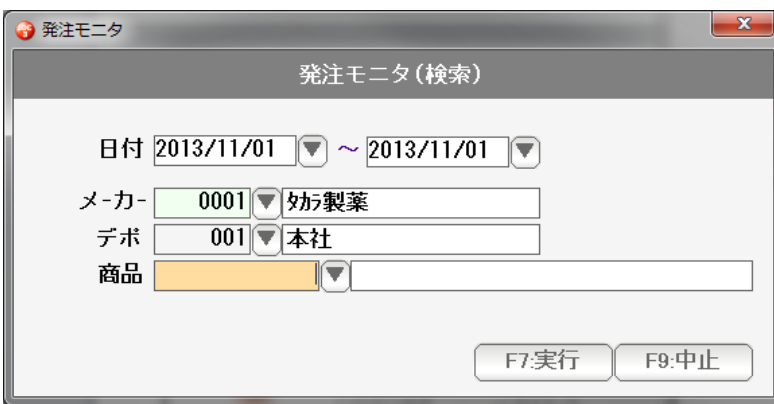 発注モニタ
発注モニタ(検索)
日付 2013/11/01 ～ 2013/11/01
メｰカｰ 0001 ﾀｶﾗ製薬
デポ 001 本社
商品
F7:実行 F9:中止